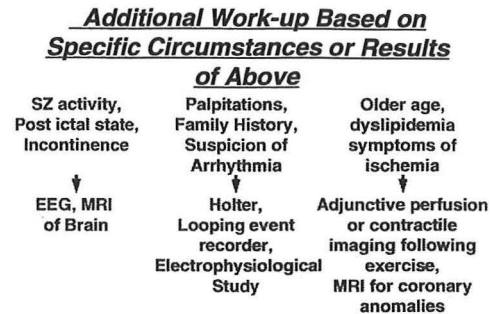 Additional Work-up Based on
Specific Circumstances or Results
of Above
SZ activity,
Post ictal state,
Incontinence
EEG, MRI
of Brain
Palpitations,
Family History,
Suspicion of
Arrhythmia
Holter,
Looping event
recorder,
Electrophysiological
Study
Older age,
dyslipidemia
symptoms of
ischemia
Adjunctive perfusion
or contractile
imaging following
exercise,
MRI for coronary
anomalies